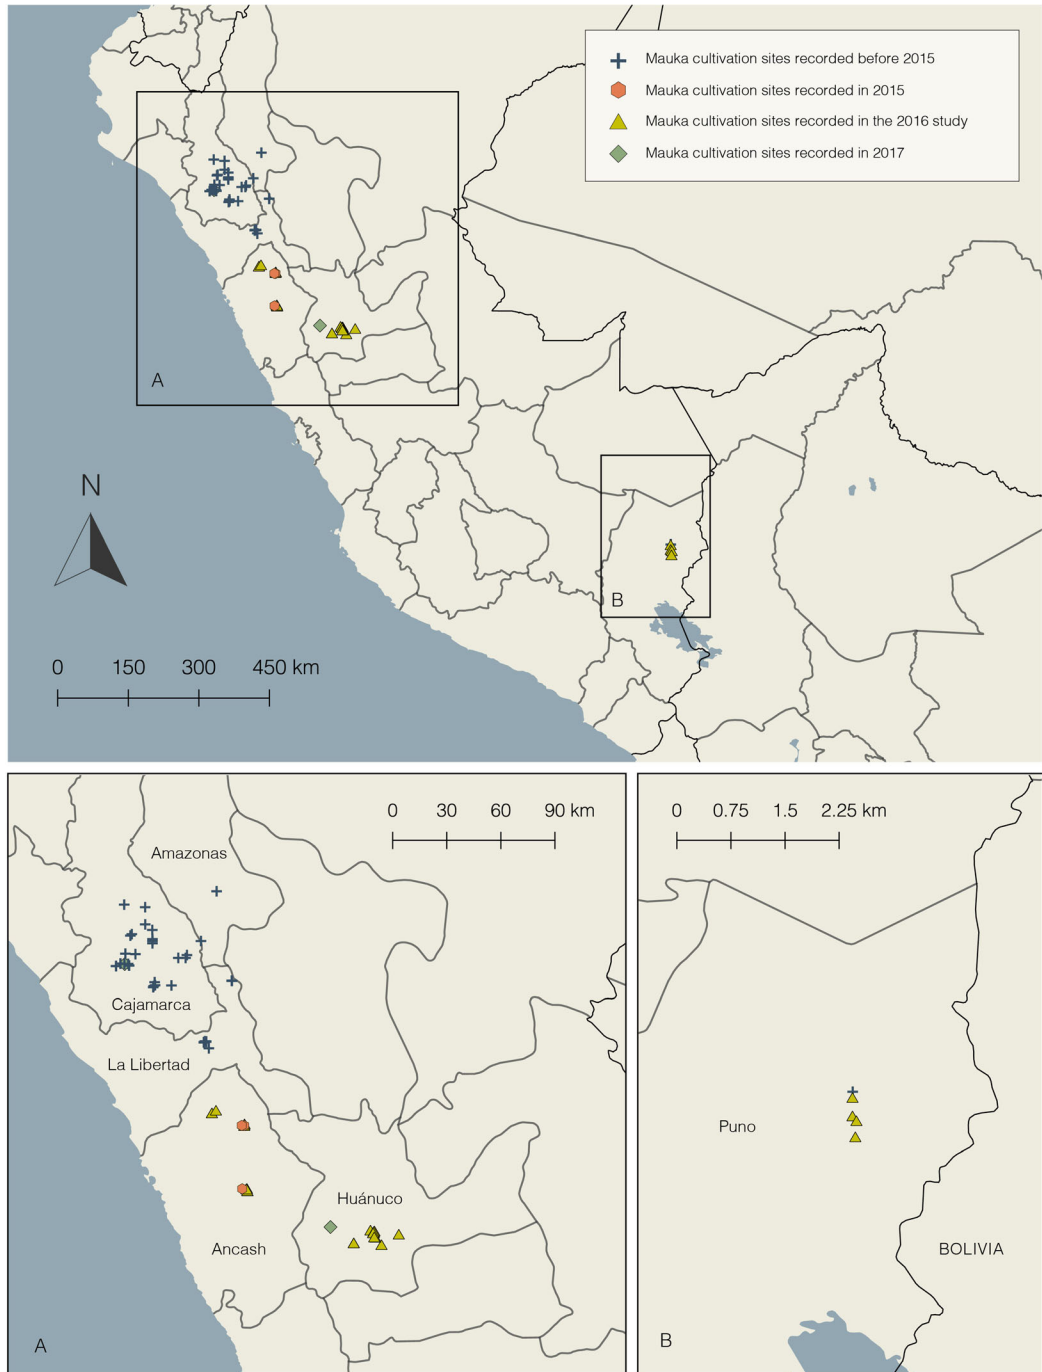 Mauka cultivation sites recorded before 2015
Mauka cultivation sites recorded in 2015
Mauka cultivation sites recorded in the 2016 study
Mauka cultivation sites recorded in 2017
A
N
B
0 150 300 450 km
0 30 60 90 km
Amazonas
Cajamarca
La Libertad
Huánuco
Ancash
A
0 0.75 1.5 2.25 km
Puno
BOLIVIA
B